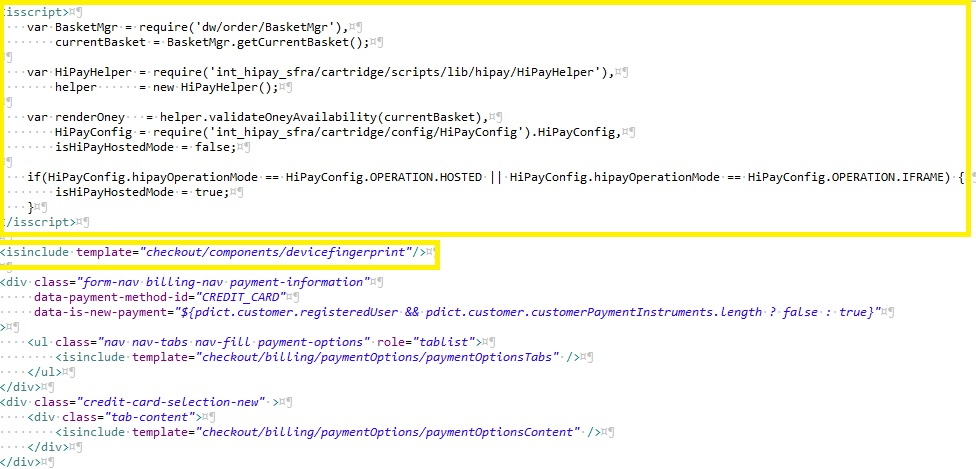 <isscript>
var BasketMgr = require('dw/order/BasketMgr'),
currentBasket = BasketMgr.getCurrentBasket();
var HiPayHelper = require('int_hipay_sfra/cartridge/scripts/lib/hipay/HiPayHelper'),
helper = new HiPayHelper();
var renderOney = helper.validateOneyAvailability(currentBasket),
HiPayConfig = require('int_hipay_sfra/cartridge/config/HiPayConfig').HiPayConfig,
isHiPayHostedMode = false;
if(HiPayConfig.hipayOperationMode == HiPayConfig.OPERATION.HOSTED || HiPayConfig.hipayOperationMode == HiPayConfig.OPERATION.IFRAME) {
isHiPayHostedMode = true;
}
</isscript>
<isinclude template="checkout/components/devicefingerprint"/>
<div class="form-nav billing-nav payment-information"
data-payment-method-id="CREDIT_CARD"
data-is-new-payment="${pdict.customer.registeredUser && pdict.customer.customerPaymentInstruments.length ? false : true}"
>
<ul class="nav nav-tabs nav-fill payment-options" role="tablist">
<isinclude template="checkout/billing/paymentOptions/paymentOptionsTabs" />
</ul>
</div>
<div class="credit-card-selection-new" >
<div class="tab-content">
<isinclude template="checkout/billing/paymentOptions/paymentOptionsContent" />
</div>
</div>